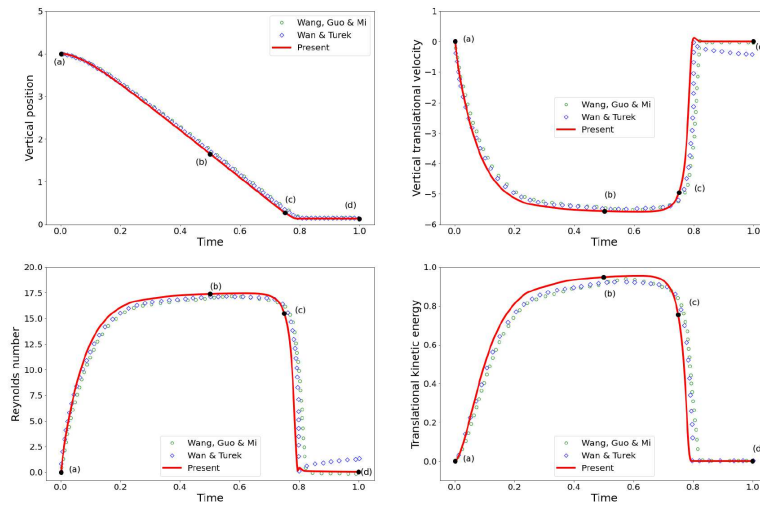 5
4
3
2
1
0
Vertical position
0.0 0.2 0.4 0.6 0.8 1.0
Time
Wang, Guo & Mi
Wan & Turek
Present
(a)
(b)
(c)
(d)
0
−1
−2
−3
−4
−5
−6
Vertical translational velocity
0.0 0.2 0.4 0.6 0.8 1.0
Time
Wang, Guo & Mi
Wan & Turek
Present
(a)
(b)
(c)
20.0
17.5
15.0
12.5
10.0
7.5
5.0
2.5
0.0
Reynolds number
0.0 0.2 0.4 0.6 0.8 1.0
Time
Wang, Guo & Mi
Wan & Turek
Present
(a)
(b)
(c)
(d)
1.0
0.8
0.6
0.4
0.2
0.0
Translational kinetic energy
0.0 0.2 0.4 0.6 0.8 1.0
Time
Wang, Guo & Mi
Wan & Turek
Present
(a)
(b)
(c)
(d